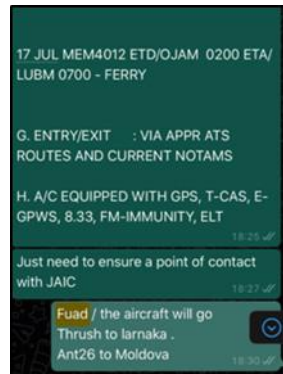 17 JUL MEM4012 ETD/OJAM 0200 ETA/
LUBM 0700 - FERRY
G. ENTRY/EXIT : VIA APPR ATS
ROUTES AND CURRENT NOTAMS
H. A/C EQUIPPED WITH GPS, T-CAS, E-
GPWS, 8.33, FM-IMMUNITY, ELT
18:25
Just need to ensure a point of contact
with JAIC
18:27
Fuad / the aircraft will go
Thrush to larnaka .
Ant26 to Moldova
18:30